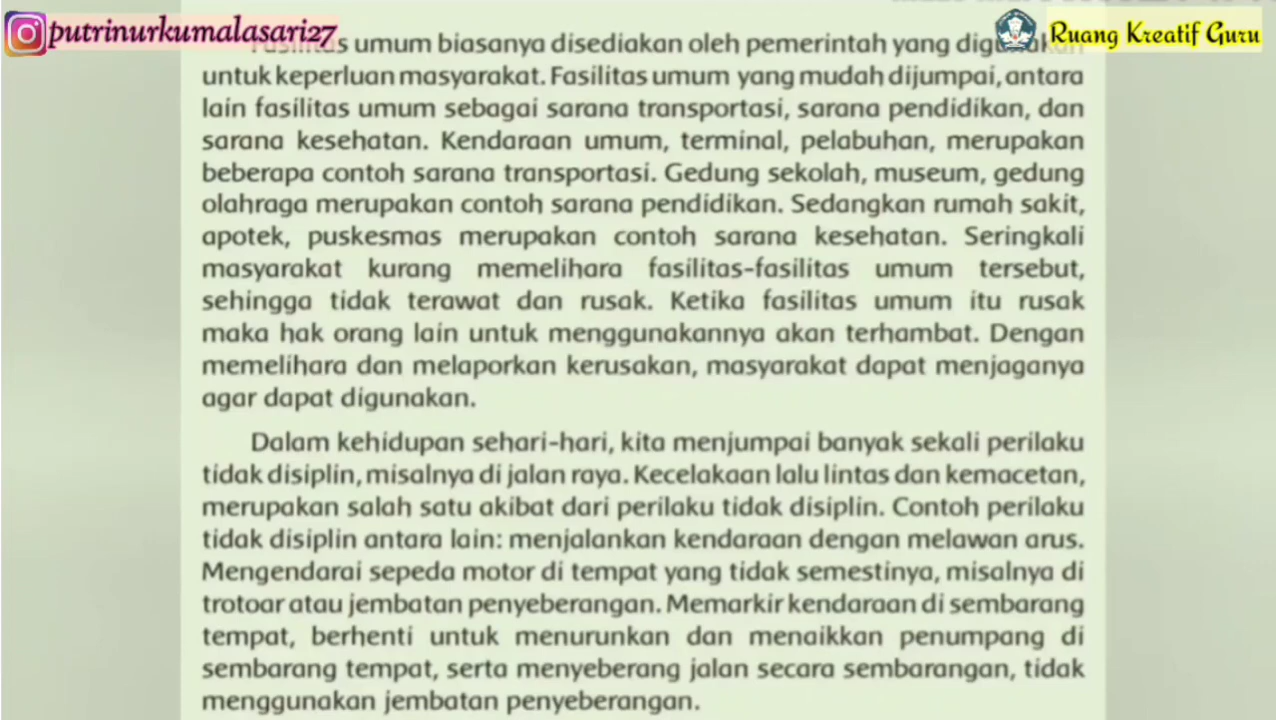 putrinurkumalasari27
Ruang Kreatif Guru
Fasilitas umum biasanya disediakan oleh pemerintah yang digunakan
untuk keperluan masyarakat. Fasilitas umum yang mudah dijumpai, antara
lain fasilitas umum sebagai sarana transportasi, sarana pendidikan, dan
sarana kesehatan. Kendaraan umum, terminal, pelabuhan, merupakan
beberapa contoh sarana transportasi. Gedung sekolah, museum, gedung
olahraga merupakan contoh sarana pendidikan. Sedangkan rumah sakit,
apotek, puskesmas merupakan contoh sarana kesehatan. Seringkali
masyarakat kurang memelihara fasilitas-fasilitas umum tersebut,
sehingga tidak terawat dan rusak. Ketika fasilitas umum itu rusak
maka hak orang lain untuk menggunakannya akan terhambat. Dengan
memelihara dan melaporkan kerusakan, masyarakat dapat menjaganya
agar dapat digunakan.
Dalam kehidupan sehari-hari, kita menjumpai banyak sekali perilaku
tidak disiplin, misalnya di jalan raya. Kecelakaan lalu lintas dan kemacetan,
merupakan salah satu akibat dari perilaku tidak disiplin. Contoh perilaku
tidak disiplin antara lain: menjalankan kendaraan dengan melawan arus.
Mengendarai sepeda motor di tempat yang tidak semestinya, misalnya di
trotoar atau jembatan penyeberangan. Memarkir kendaraan di sembarang
tempat, berhenti untuk menurunkan dan menaikkan penumpang di
sembarang tempat, serta menyeberang jalan secara sembarangan, tidak
menggunakan jembatan penyeberangan.